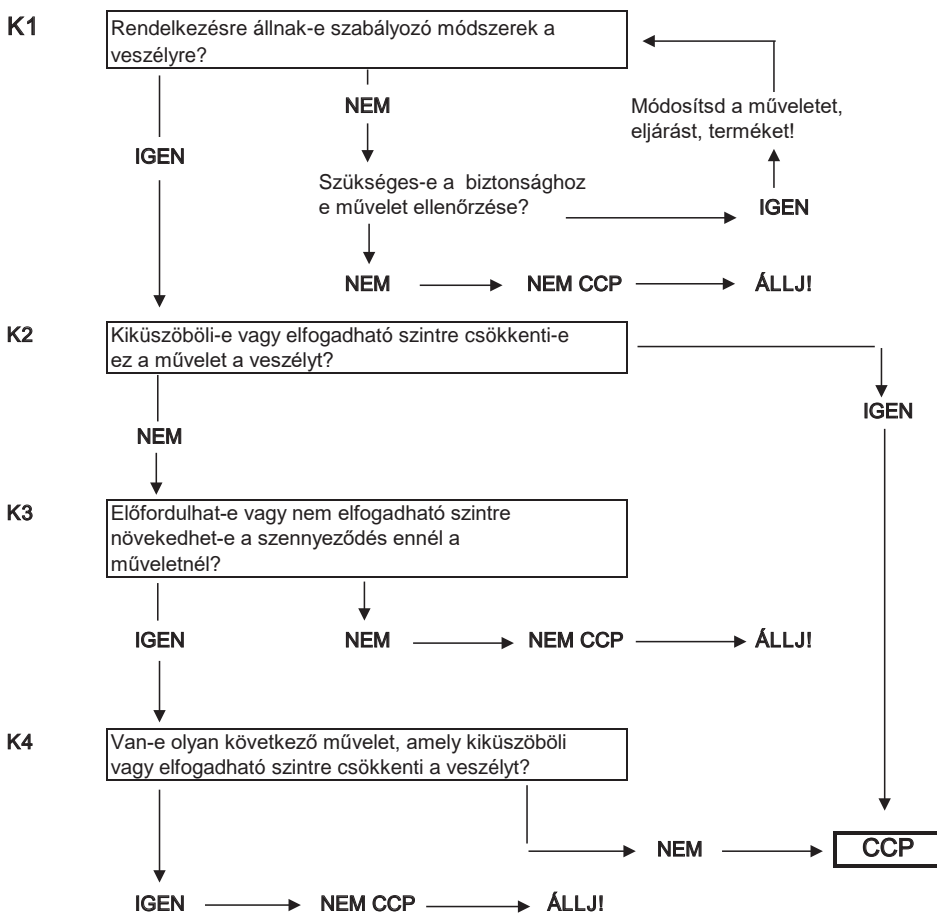 K1
Rendelkezésre állnak-e szabályozó módszerek a
veszélyre?
NEM
Módosítsd a műveletet,
eljárást, terméket!
IGEN
Szükséges-e a biztonsághoz
e művelet ellenőrzése?
IGEN
NEM
NEM CCP
ÁLLJ!
K2
Kiküszöböli-e vagy elfogadható szintre csökkenti-e
ez a művelet a veszélyt?
IGEN
NEM
K3
Előfordulhat-e vagy nem elfogadható szintre
növekedhet-e a szennyeződés ennél a
műveletnél?
IGEN
NEM
NEM CCP
ÁLLJ!
K4
Van-e olyan következő művelet, amely kiküszöböli
vagy elfogadható szintre csökkenti a veszélyt?
NEM
CCP
IGEN
NEM CCP
ÁLLJ!